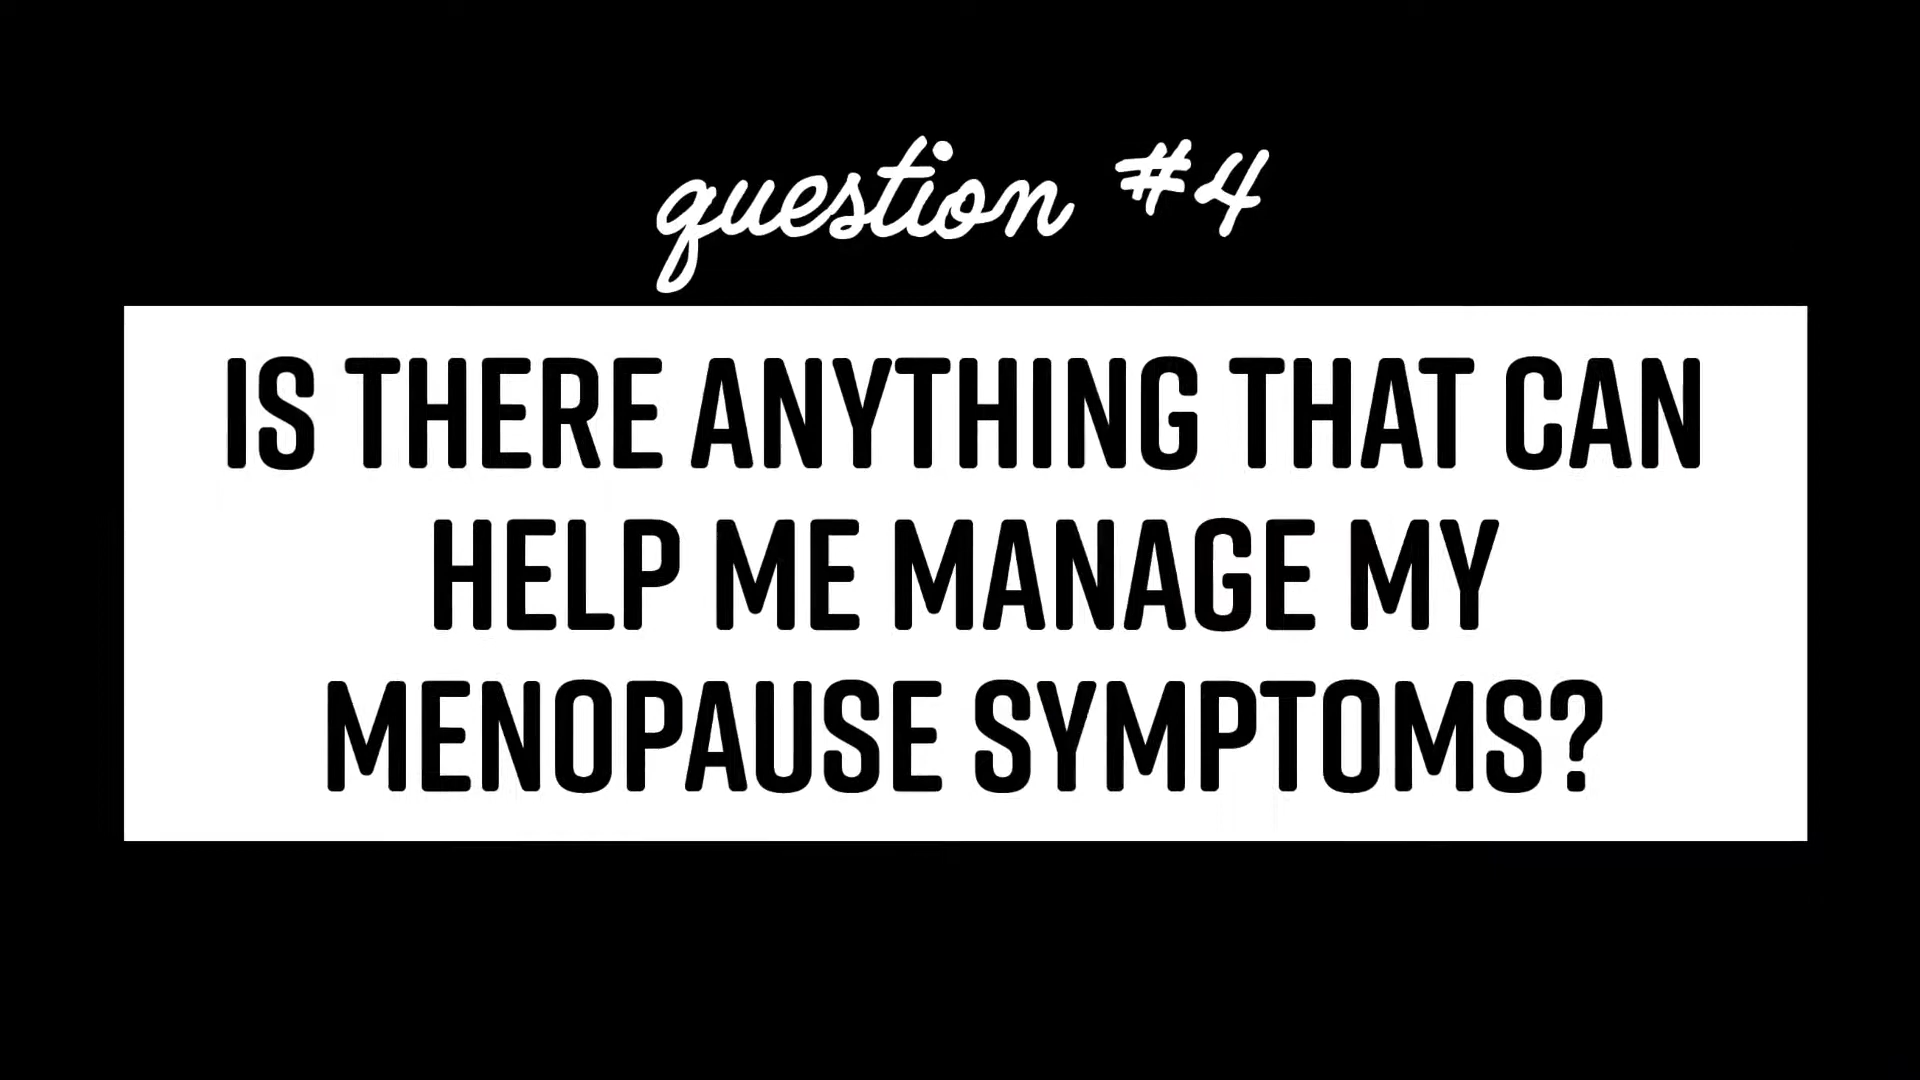 question #4
IS THERE ANYTHING THAT CAN
HELP ME MANAGE MY
MENOPAUSE SYMPTOMS?